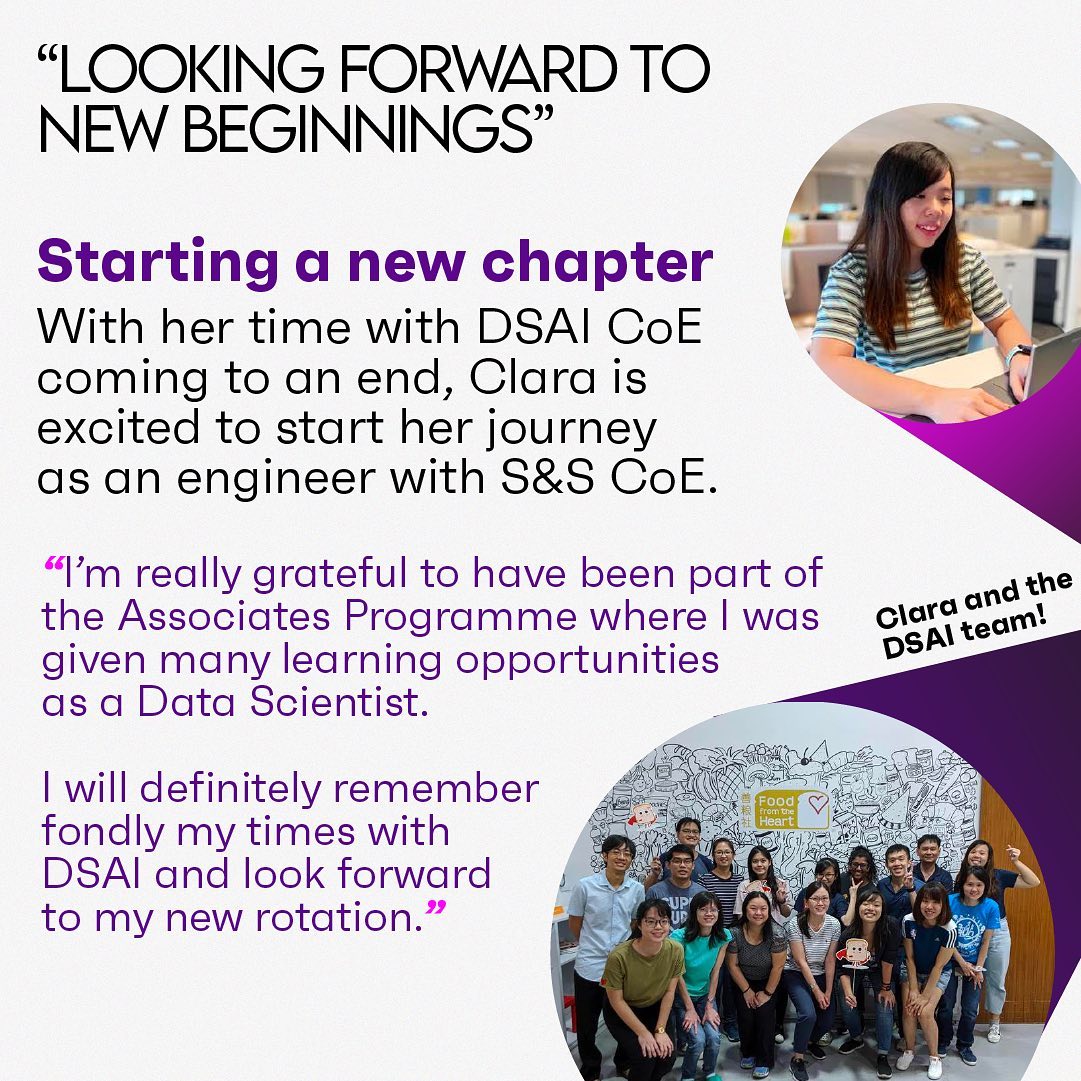 “LOOKING FORWARD TO
NEW BEGINNINGS”
Starting a new chapter
With her time with DSAI CoE
coming to an end, Clara is
excited to start her journey
as an engineer with S&S CoE.
“I’m really grateful to have been part of
the Associates Programme where I was
given many learning opportunities
as a Data Scientist.
I will definitely remember
fondly my times with
DSAI and look forward
to my new rotation.”
Clara and the
DSAI team!
善粮社
Food
from the
Heart